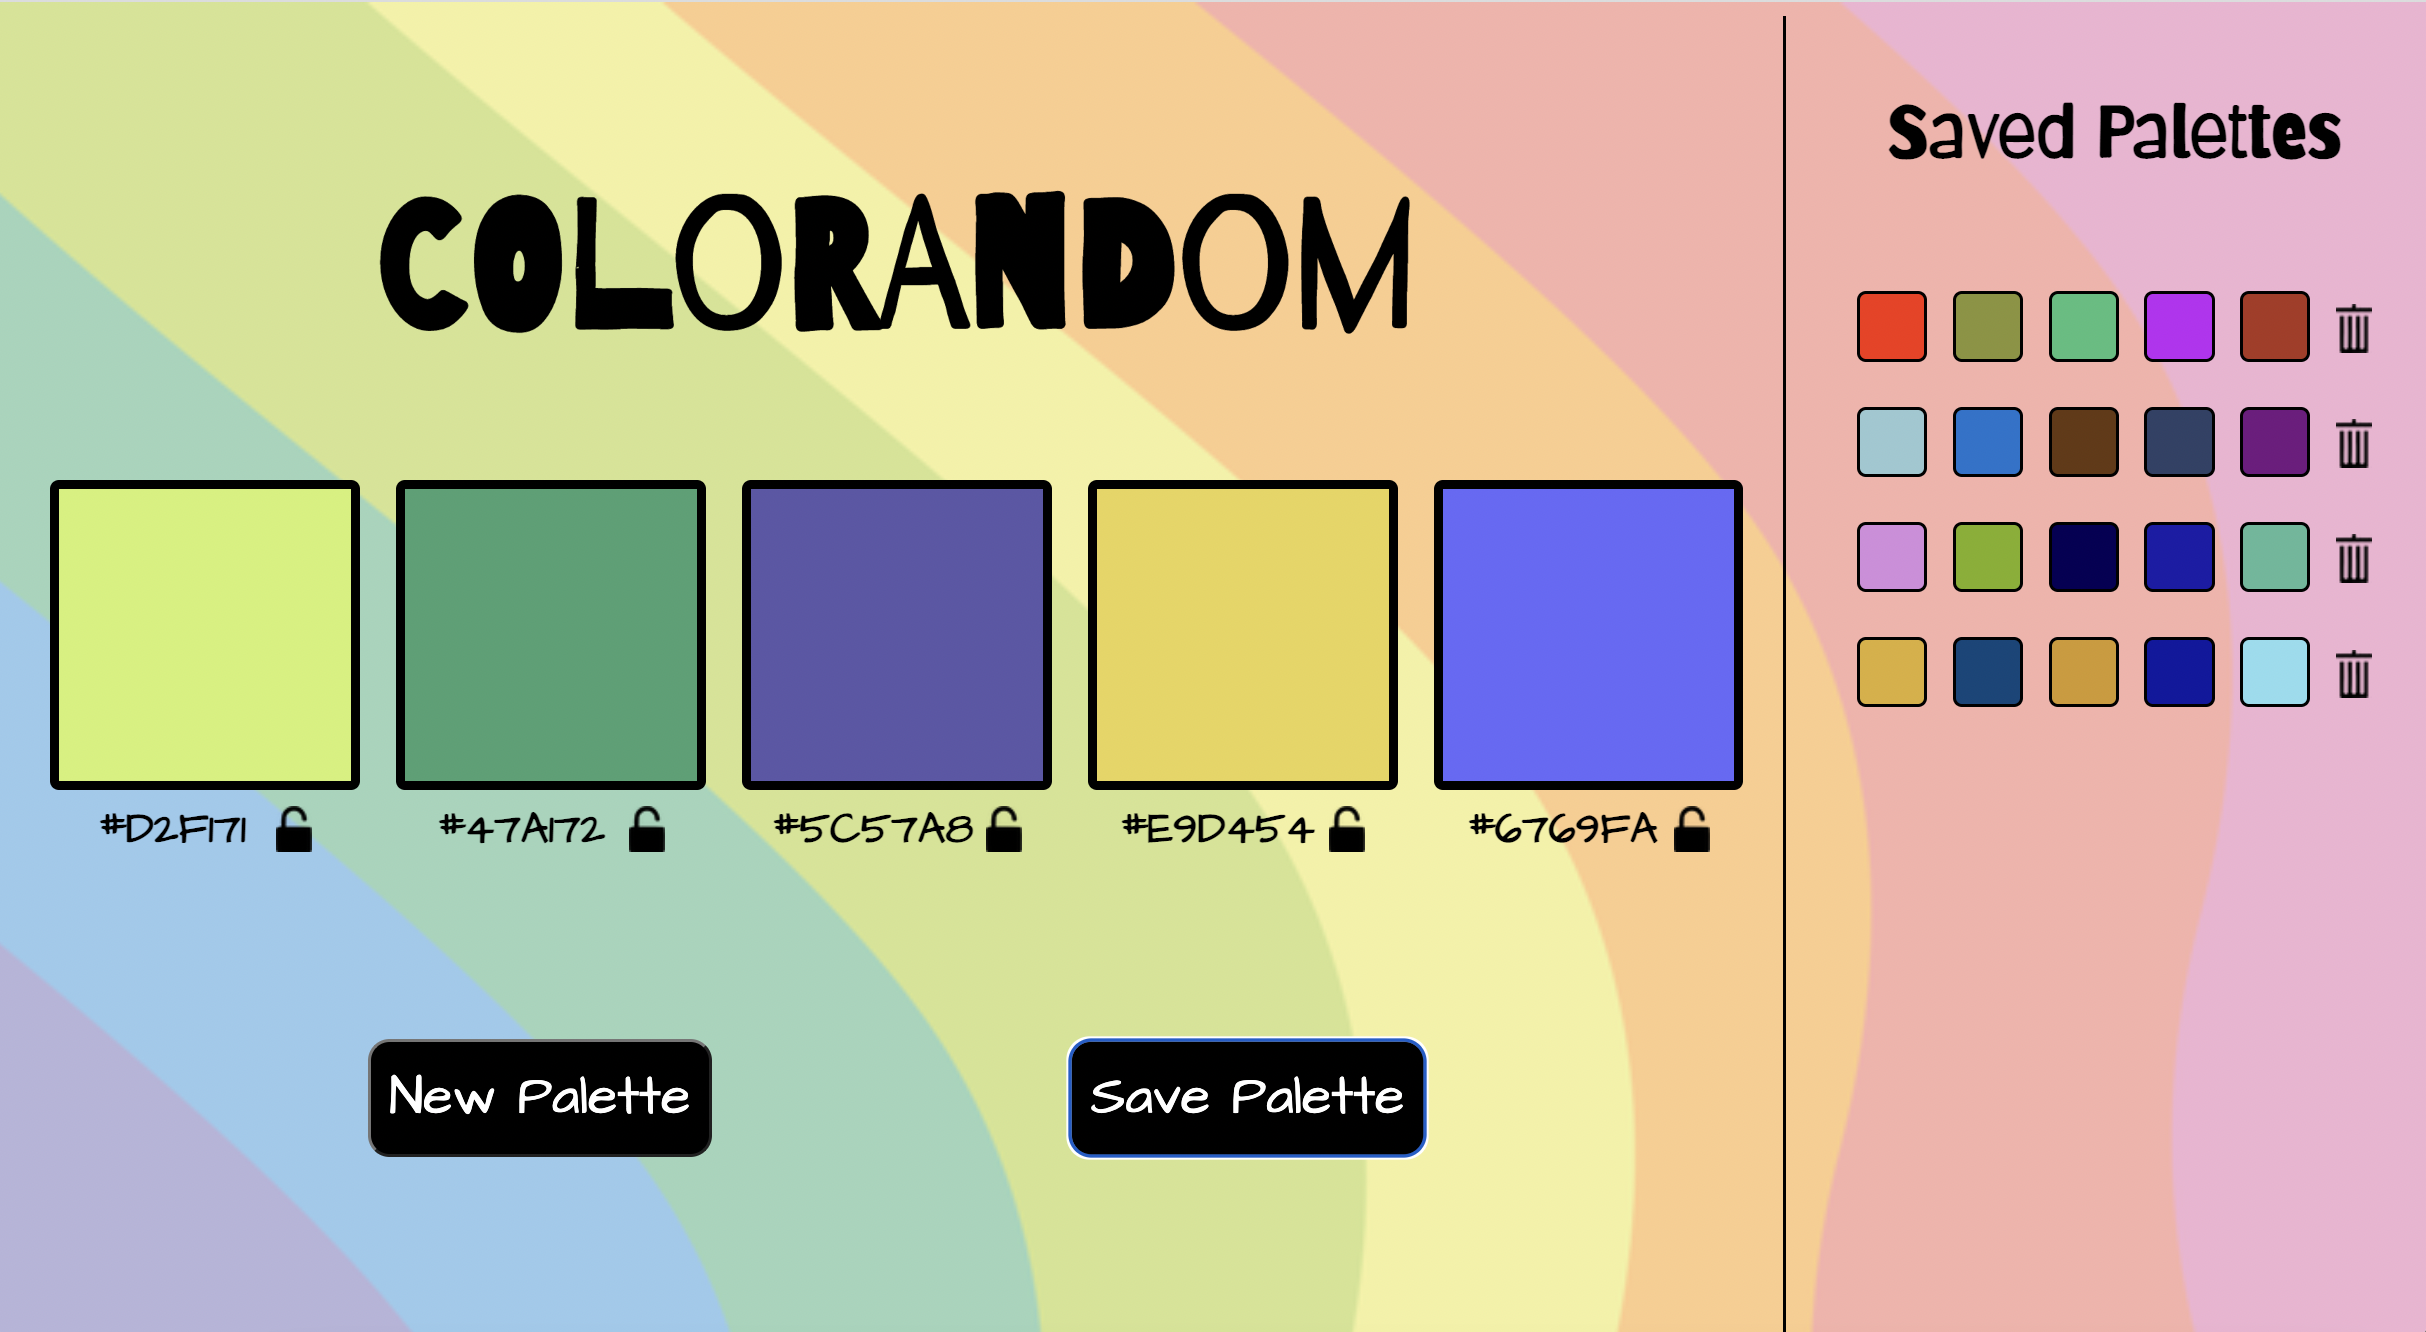 COLORANDOM
#D2F171
#47A172
#5C57A8
#E9D454
#6769FA
New Palette
Save Palette
Saved Palettes